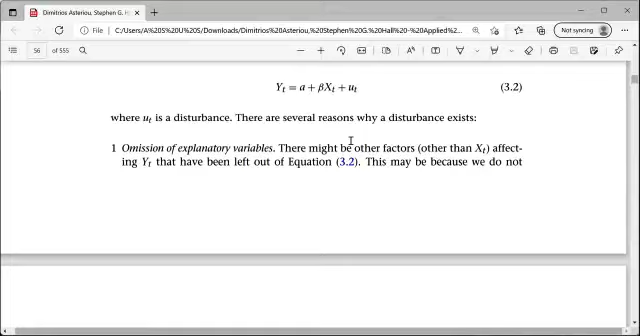 Dimitrios Asteriou, Stephen G. H
File
C:/Users/A%20S%20U%20S/Downloads/Dimitrios%20Asteriou,%20Stephen%20G.%20Hall%20-%20Applied%2...
Not syncing
56 of 555
Yt = a + βXt + ut (3.2)
where ut is a disturbance. There are several reasons why a disturbance exists:
1 Omission of explanatory variables. There might be other factors (other than Xt) affect-
ing Yt that have been left out of Equation (3.2). This may be because we do not